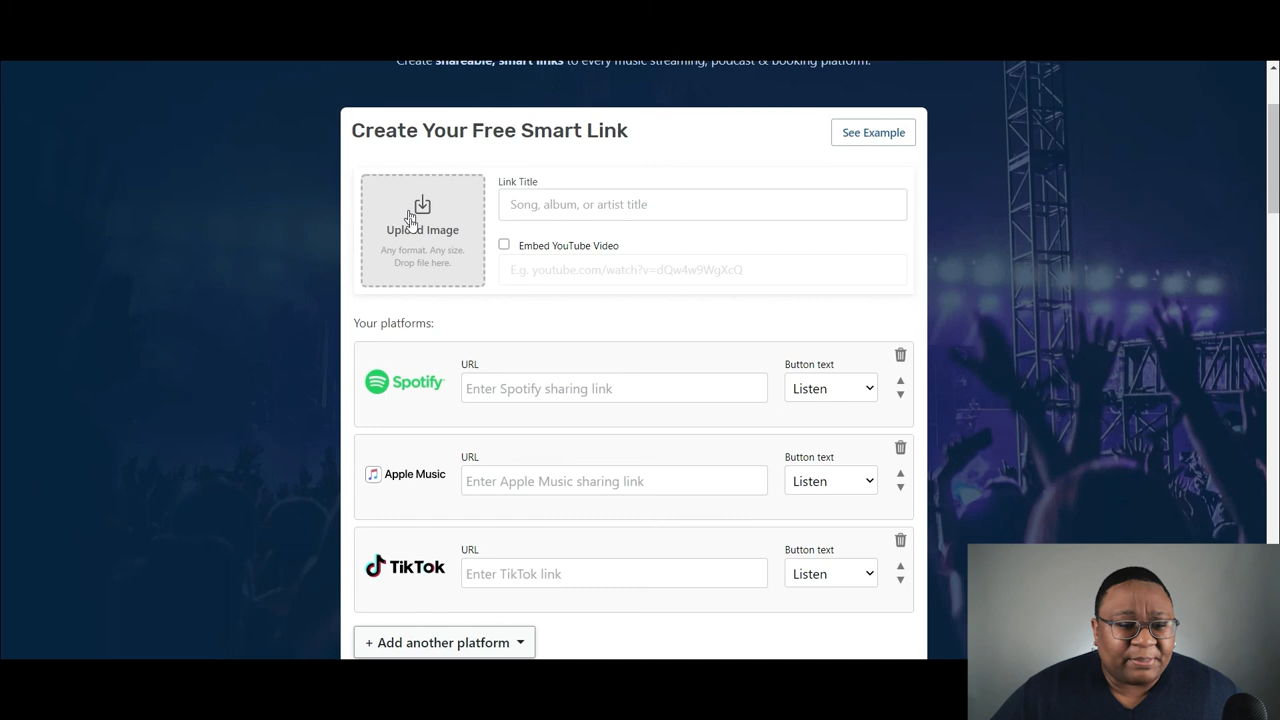 Create shareable, smart links to every music streaming, podcast & booking platform.
Create Your Free Smart Link
See Example
Link Title
Song, album, or artist title
Upload Image
Any format. Any size.
Drop file here.
Embed YouTube Video
E.g. youtube.com/watch?v=dQw4w9WgXcQ
Your platforms:
URL
Button text
Spotify
Enter Spotify sharing link
Listen
URL
Button text
Apple Music
Enter Apple Music sharing link
Listen
URL
Button text
TikTok
Enter TikTok link
Listen
+ Add another platform